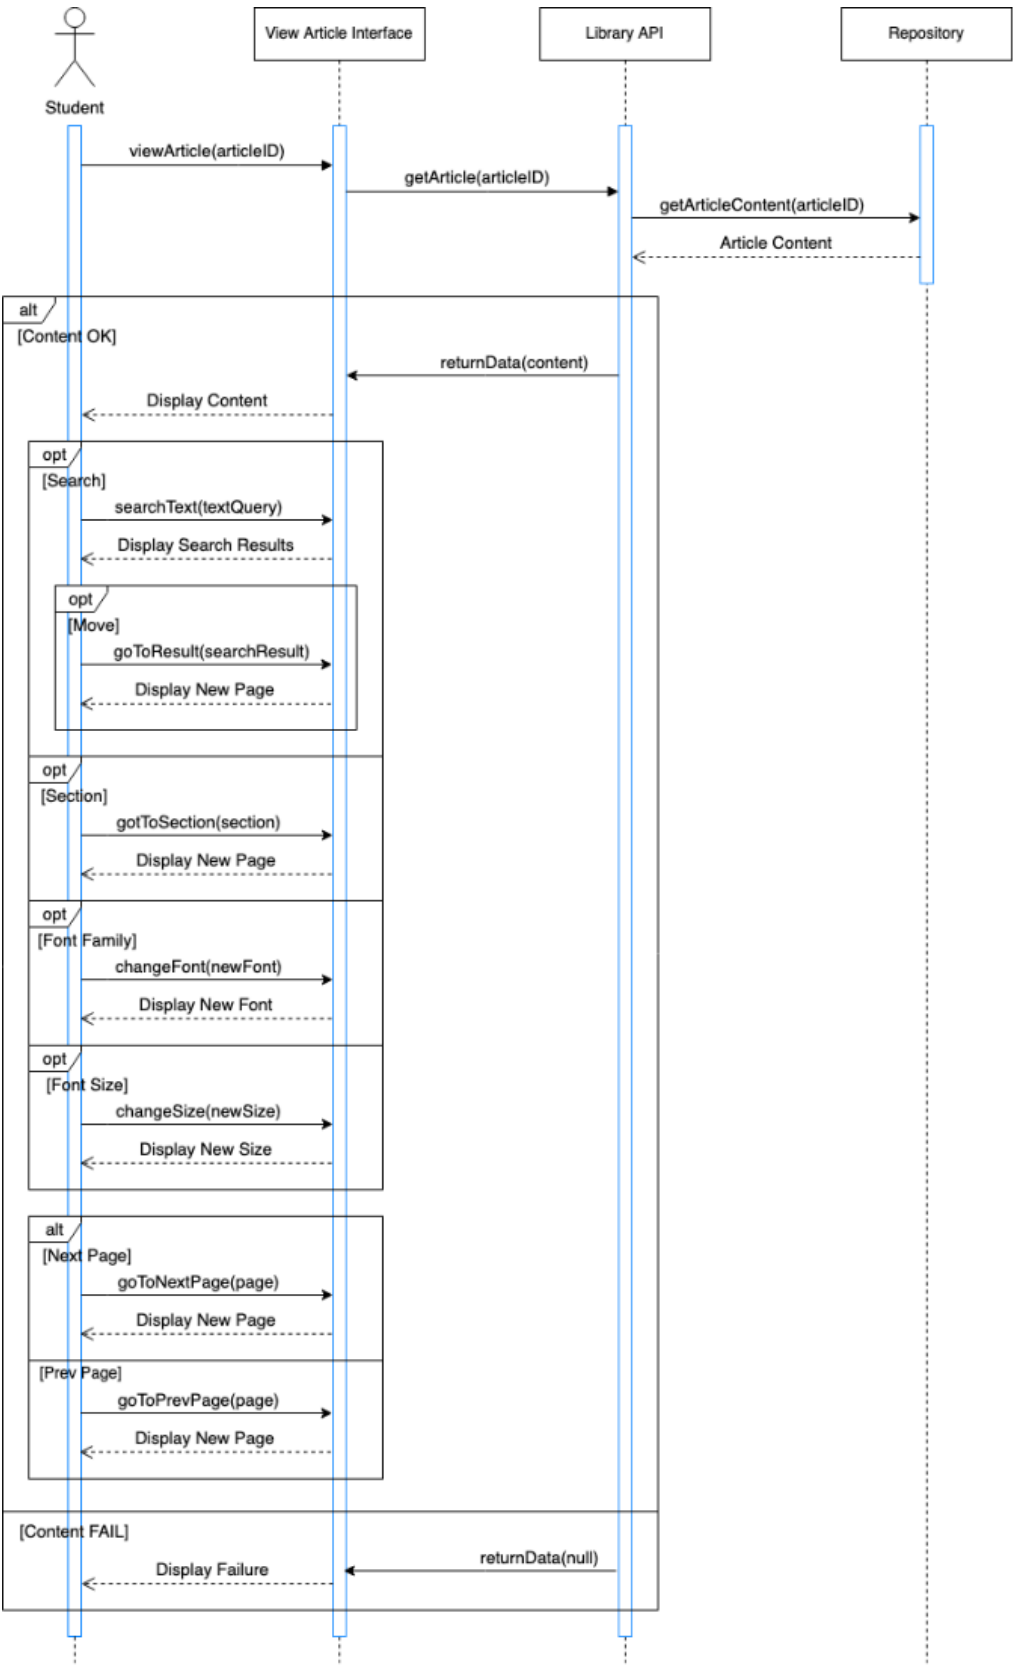 View Article Interface
Library API
Repository
Student
viewArticle(articleID)
getArticle(articleID)
getArticleContent(articleID)
Article Content
alt
[Content OK]
returnData(content)
Display Content
opt
[Search]
searchText(textQuery)
Display Search Results
opt
[Move]
goToResult(searchResult)
Display New Page
opt
[Section]
gotToSection(section)
Display New Page
opt
[Font Family]
changeFont(newFont)
Display New Font
opt
[Font Size]
changeSize(newSize)
Display New Size
alt
[Next Page]
goToNextPage(page)
Display New Page
[Prev Page]
goToPrevPage(page)
Display New Page
[Content FAIL]
returnData(null)
Display Failure